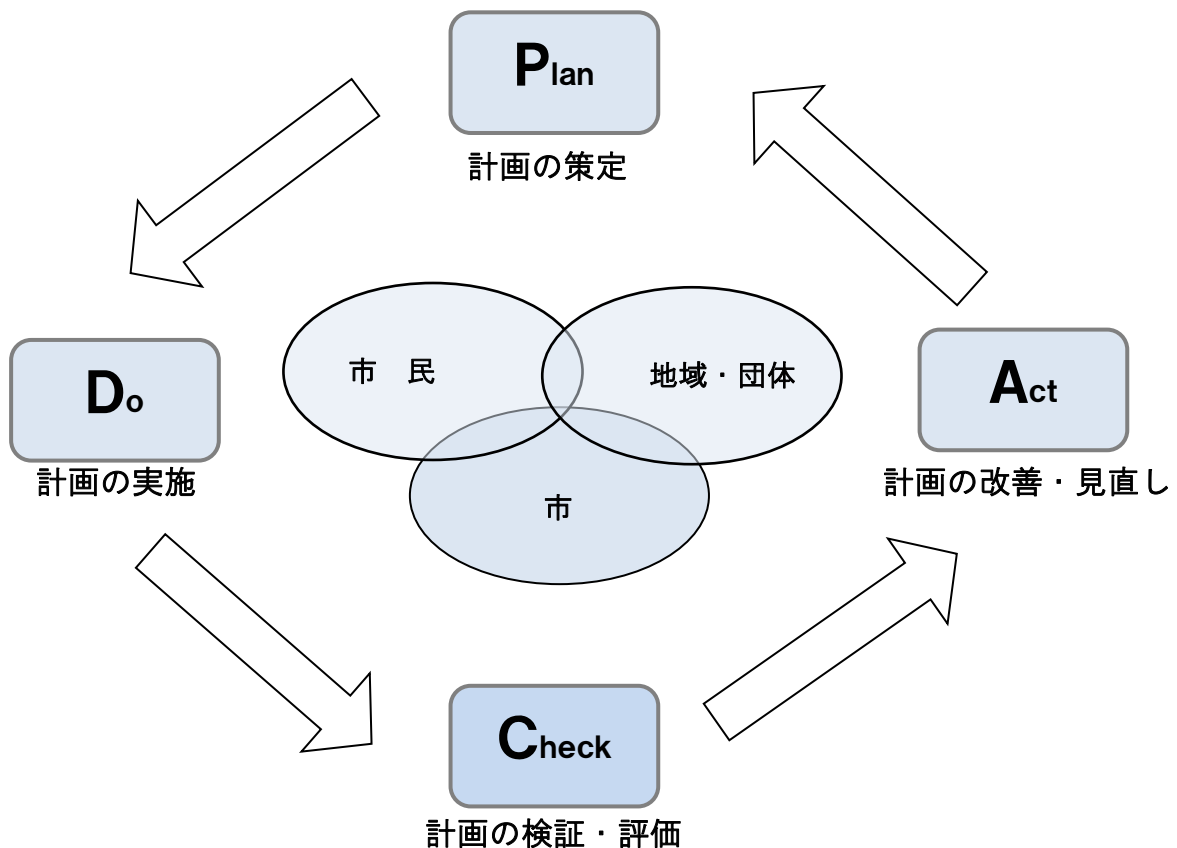 Plan
計画の策定
市　民
地域・団体
Do
計画の実施
Act
計画の改善・見直し
市
Check
計画の検証・評価